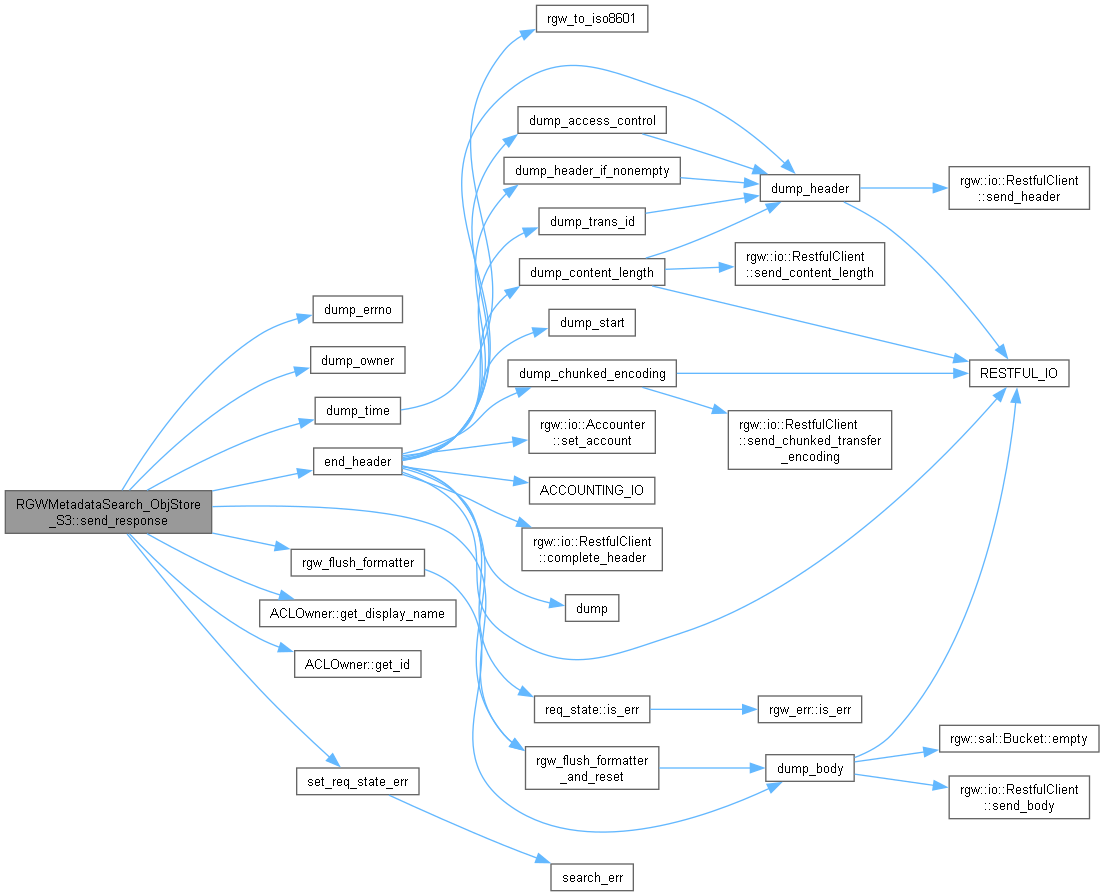 rgw_to_iso8601
dump_access_control
dump_header_if_nonempty
dump_header
rgw::io::RestfulClient
::send_header
dump_trans_id
rgw::io::RestfulClient
::send_content_length
dump_content_length
dump_errno
dump_start
dump_owner
dump_chunked_encoding
RESTFUL_IO
dump_time
rgw::io::Accounter
::set_account
rgw::io::RestfulClient
::send_chunked_transfer
_encoding
end_header
ACCOUNTING_IO
RGWMetadataSearch_ObjStore
_S3::send_response
rgw::io::RestfulClient
::complete_header
rgw_flush_formatter
dump
ACLOwner::get_display_name
ACLOwner::get_id
req_state::is_err
rgw_err::is_err
rgw::sal::Bucket::empty
rgw_flush_formatter
_and_reset
dump_body
set_req_state_err
rgw::io::RestfulClient
::send_body
search_err